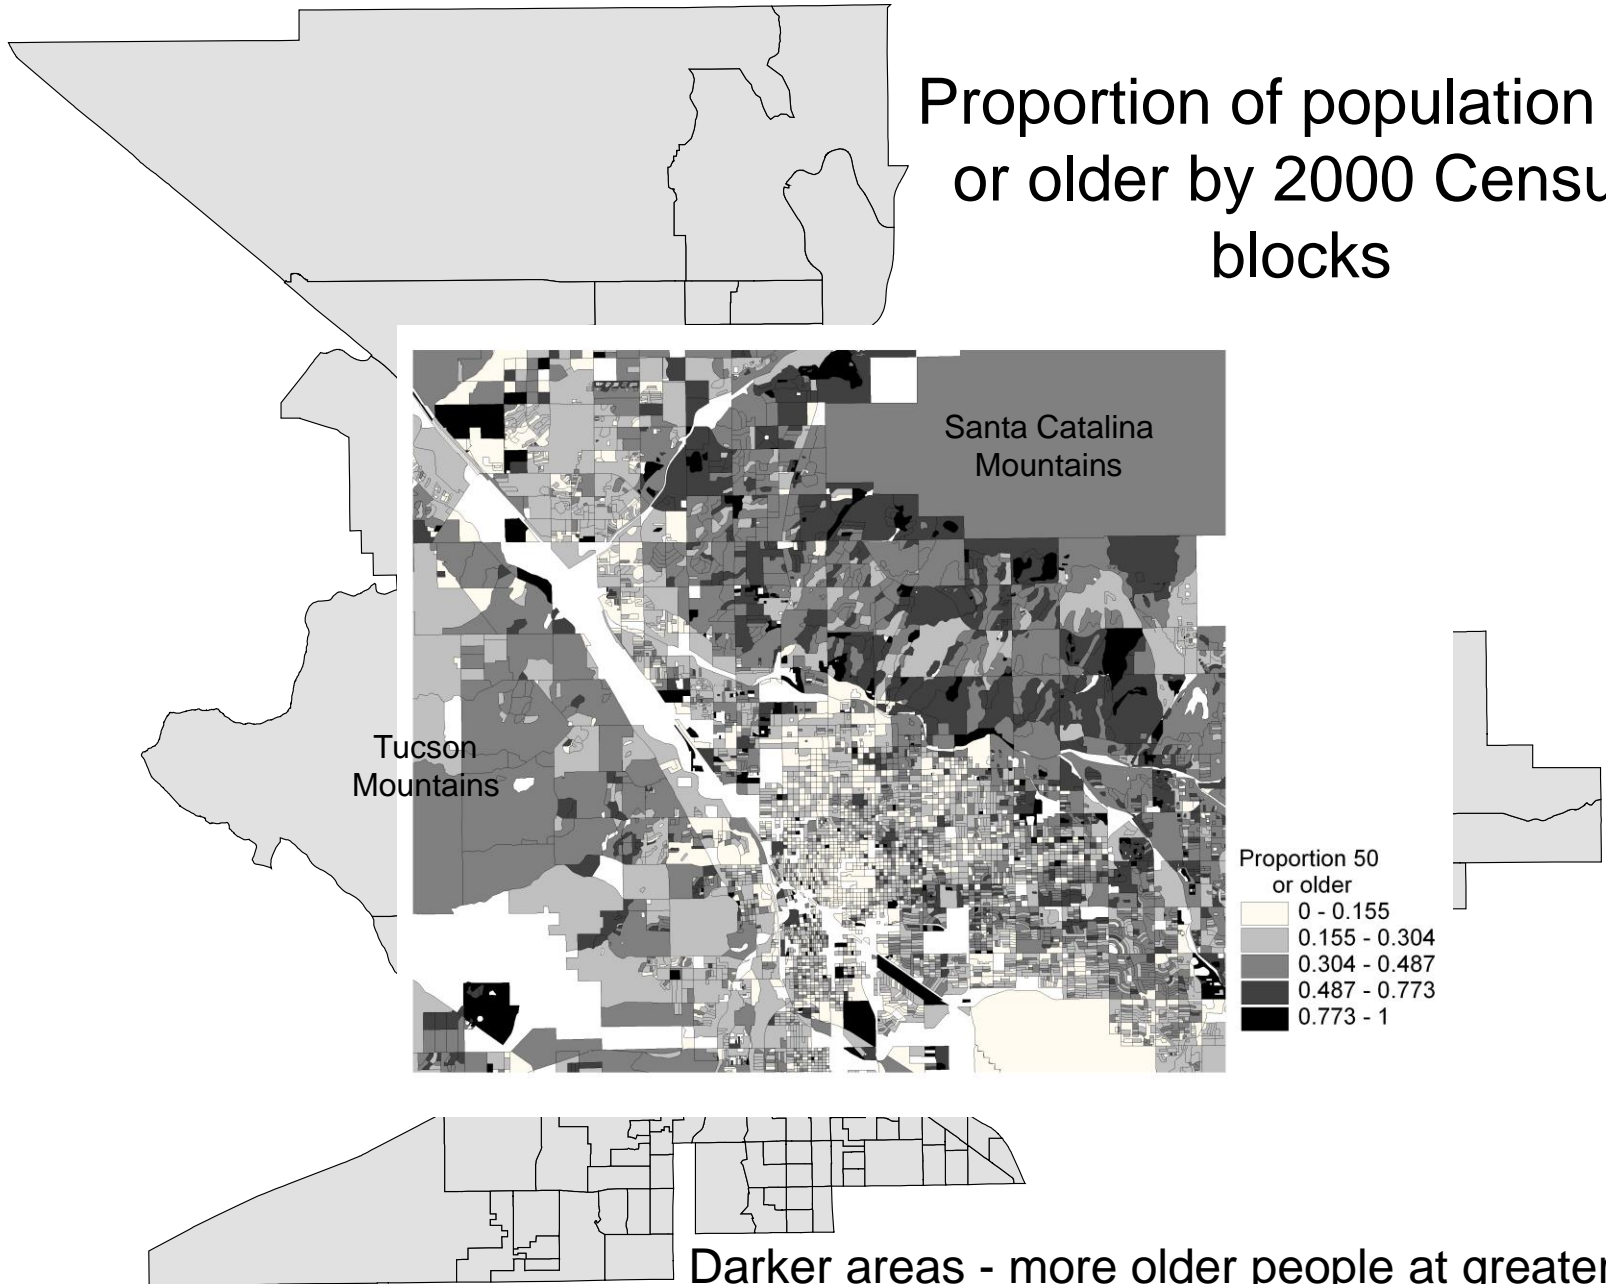 Proportion of population
or older by 2000 Censu
blocks
Santa Catalina
Mountains
Tucson
Mountains
Proportion 50
or older
0 - 0.155
0.155 - 0.304
0.304 - 0.487
0.487 - 0.773
0.773 - 1
Darker areas - more older people at greater